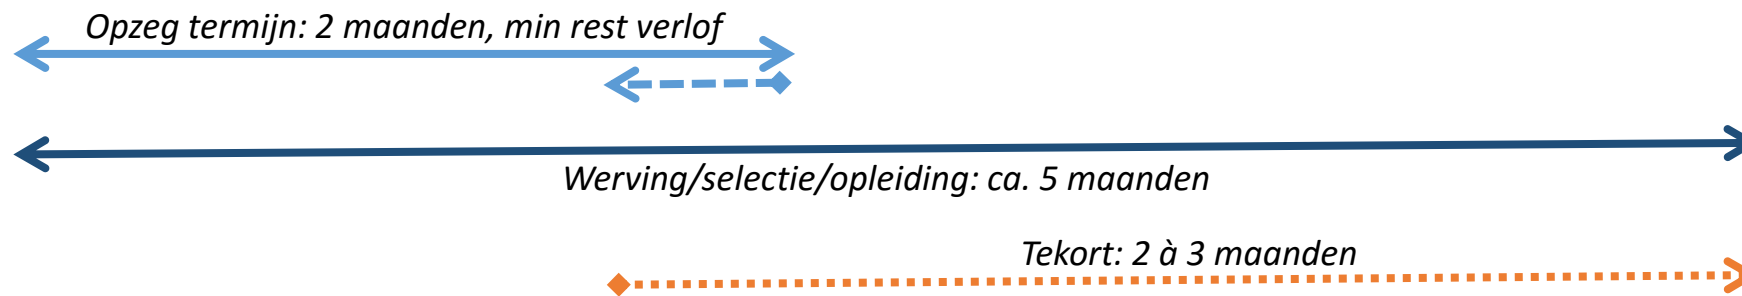 Opzeg termijn: 2 maanden, min rest verlof
Werving/selectie/opleiding: ca. 5 maanden
Tekort: 2 à 3 maanden